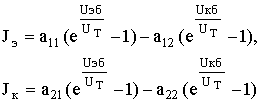 Jэ = a11 (e^(Uэб/UT) −1) − a12 (e^(Uкб/UT) −1),
Jк = a21 (e^(Uэб/UT) −1) − a22 (e^(Uкб/UT) −1)